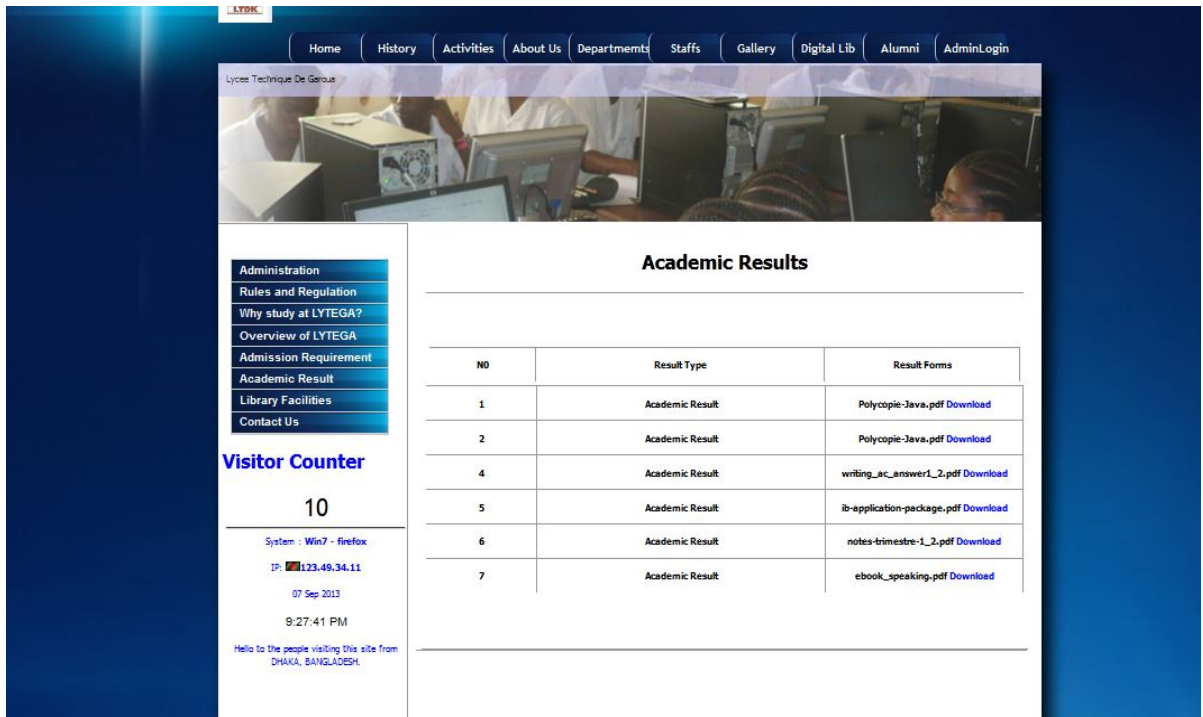 LTDK
Home History Activities About Us Departmemts Staffs Gallery Digital Lib Alumni AdminLogin
Lycee Technique De Garoua
Administration
Rules and Regulation
Why study at LYTEGA?
Overview of LYTEGA
Admission Requirement
Academic Result
Library Facilities
Contact Us
Visitor Counter
10
System : Win7 - firefox
IP: 123.49.34.11
07 Sep 2013
9:27:41 PM
Hello to the people visiting this site from
DHAKA, BANGLADESH.
Academic Results
N0 Result Type Result Forms
1 Academic Result Polycopie-Java.pdf Download
2 Academic Result Polycopie-Java.pdf Download
4 Academic Result writing_ac_answer1_2.pdf Download
5 Academic Result ib-application-package.pdf Download
6 Academic Result notes-trimestre-1_2.pdf Download
7 Academic Result ebook_speaking.pdf Download